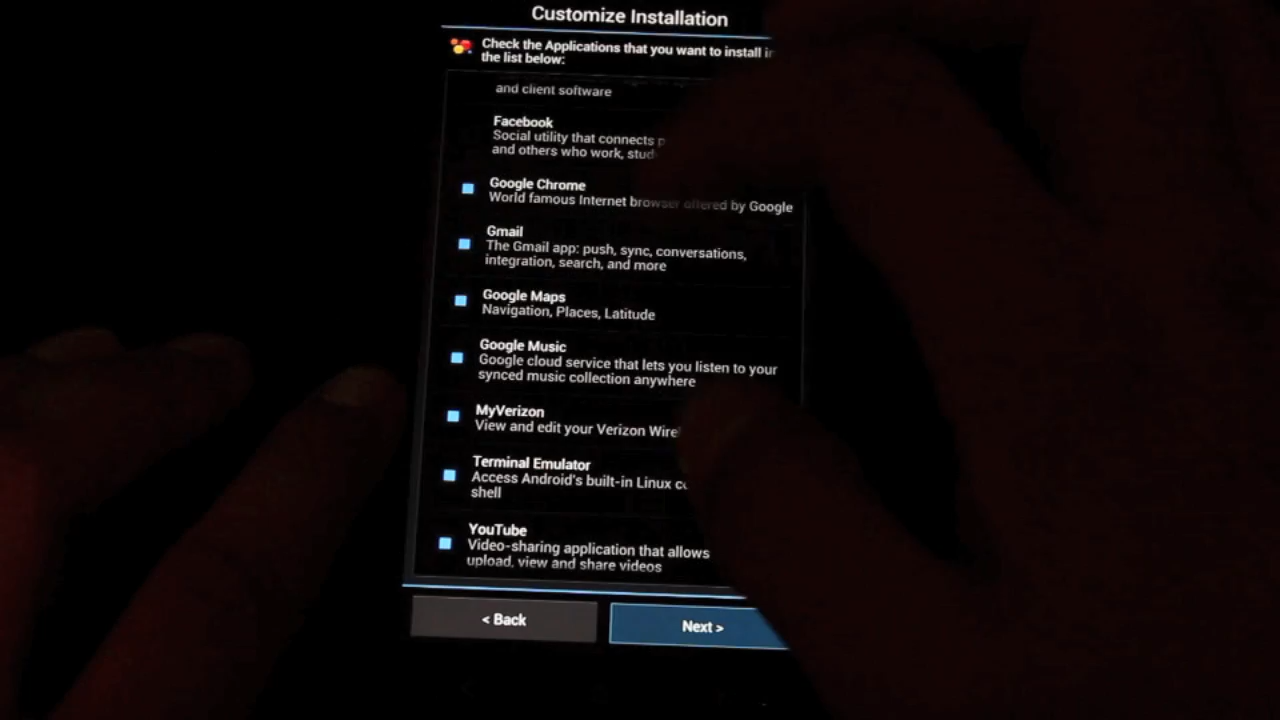 Customize Installation
Check the Applications that you want to install in
the list below:
and client software
Facebook
Social utility that connects
and others who work,
Google Chrome
World famous Internet browser offered by Google
Gmail
The Gmail app: push, sync, conversations,
integration, search, and more
Google Maps
Navigation, Places, Latitude
Google Music
Google cloud service that lets you listen to your
synced music collection anywhere
MyVerizon
View and edit your Verizon
Terminal Emulator
Access Android's built-in Linux
shell
YouTube
Video-sharing application that allows
upload, view and share videos
< Back
Next >